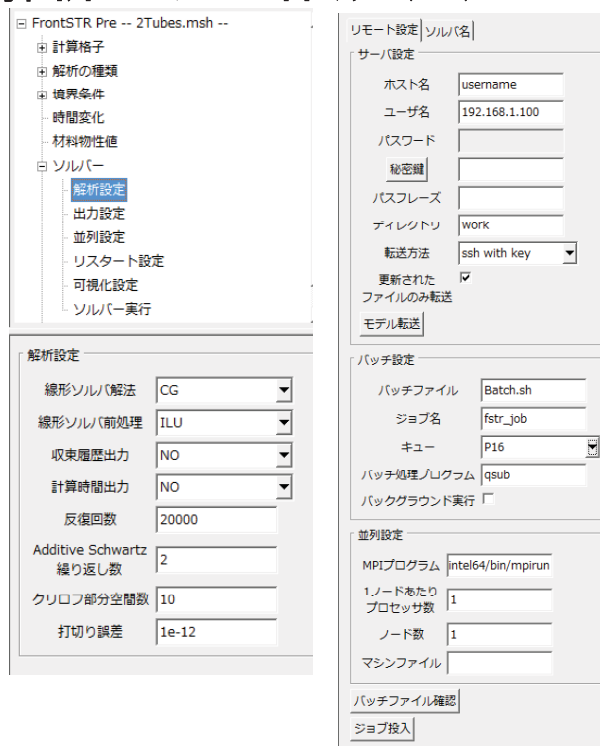 FrontSTR Pre -- 2Tubes.msh --
計算格子
解析の種類
境界条件
時間変化
材料物性値
ソルバー
解析設定
出力設定
並列設定
リスタート設定
可視化設定
ソルバー実行
解析設定
線形ソルバ解法 CG
線形ソルバ前処理 ILU
収束履歴出力 NO
計算時間出力 NO
反復回数 20000
Additive Schwartz
繰り返し数 2
クリロフ部分空間数 10
打切り誤差 1e-12
リモート設定 ソルバ名
サーバ設定
ホスト名 username
ユーザ名 192.168.1.100
パスワード
秘密鍵
パスフレーズ
ディレクトリ work
転送方法 ssh with key
更新された
ファイルのみ転送
モデル転送
バッチ設定
バッチファイル Batch.sh
ジョブ名 fstr_job
キュー P16
バッチ処理プログラム qsub
バックグラウンド実行
並列設定
MPIプログラム intel64/bin/mpirun
1ノードあたり
プロセッサ数 1
ノード数 1
マシンファイル
バッチファイル確認
ジョブ投入